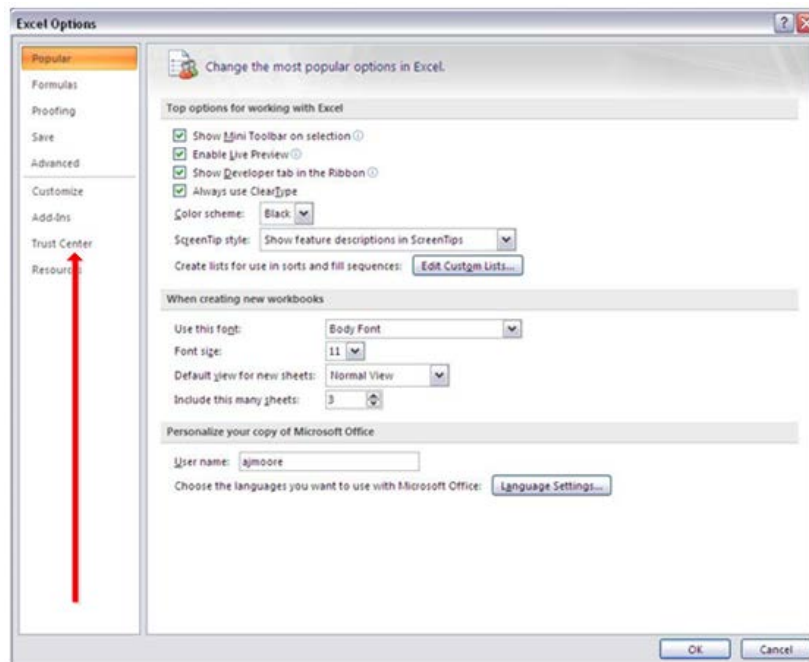 Excel Options
Popular
Formulas
Proofing
Save
Advanced
Customize
Add-Ins
Trust Center
Resources
Change the most popular options in Excel.
Top options for working with Excel
Show Mini Toolbar on selection
Enable Live Preview
Show Developer tab in the Ribbon
Always use ClearType
Color scheme: Black
ScreenTip style: Show feature descriptions in ScreenTips
Create lists for use in sorts and fill sequences: Edit Custom Lists...
When creating new workbooks
Use this font: Body Font
Font size: 11
Default view for new sheets: Normal View
Include this many sheets: 3
Personalize your copy of Microsoft Office
User name: ajmoore
Choose the languages you want to use with Microsoft Office: Language Settings...
OK Cancel